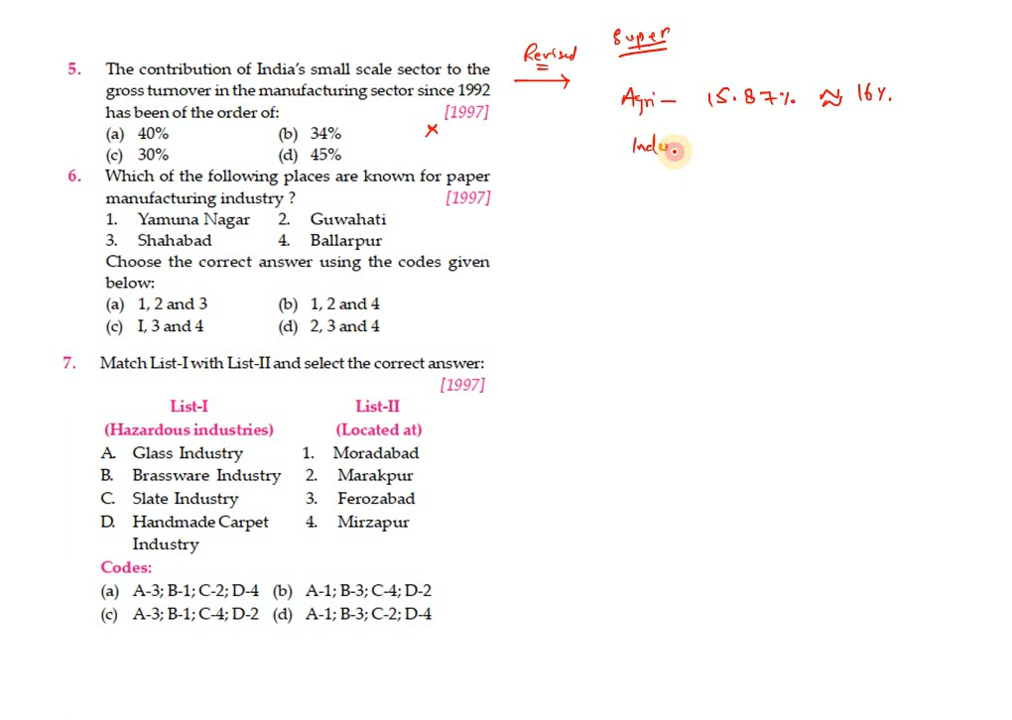 5. The contribution of India's small scale sector to the
gross turnover in the manufacturing sector since 1992
has been of the order of: [1997]
(a) 40% (b) 34%
(c) 30% (d) 45%
6. Which of the following places are known for paper
manufacturing industry ? [1997]
1. Yamuna Nagar 2. Guwahati
3. Shahabad 4. Ballarpur
Choose the correct answer using the codes given
below:
(a) 1, 2 and 3 (b) 1, 2 and 4
(c) I, 3 and 4 (d) 2, 3 and 4
7. Match List-I with List-II and select the correct answer:
[1997]
List-I List-II
(Hazardous industries) (Located at)
A. Glass Industry 1. Moradabad
B. Brassware Industry 2. Marakpur
C. Slate Industry 3. Ferozabad
D. Handmade Carpet 4. Mirzapur
Industry
Codes:
(a) A-3; B-1; C-2; D-4 (b) A-1; B-3; C-4; D-2
(c) A-3; B-1; C-4; D-2 (d) A-1; B-3; C-2; D-4
Revised
Super
Agri - 15.87% ≈ 16%.
Indu